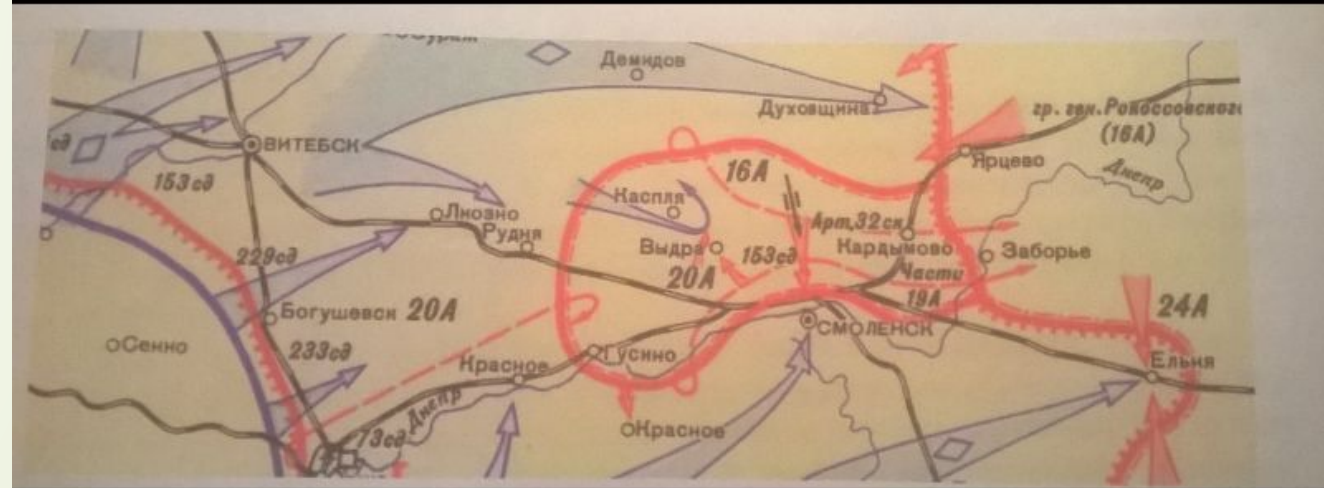 Демидов
Духовщина
гр. ген. Рокоссовского
(16А)
ВИТЕБСК
Ярцево
Днепр
153сд
16А
Каспля
Лиозно
Рудня
Арт,32ск
Выдра
153сд
Кардымово
Заборье
229сд
20А
Части
19А
24А
Богушевск 20А
СМОЛЕНСК
Сенно
233сд
Гусино
Красное
Ельня
Днепр
Красное
73сд